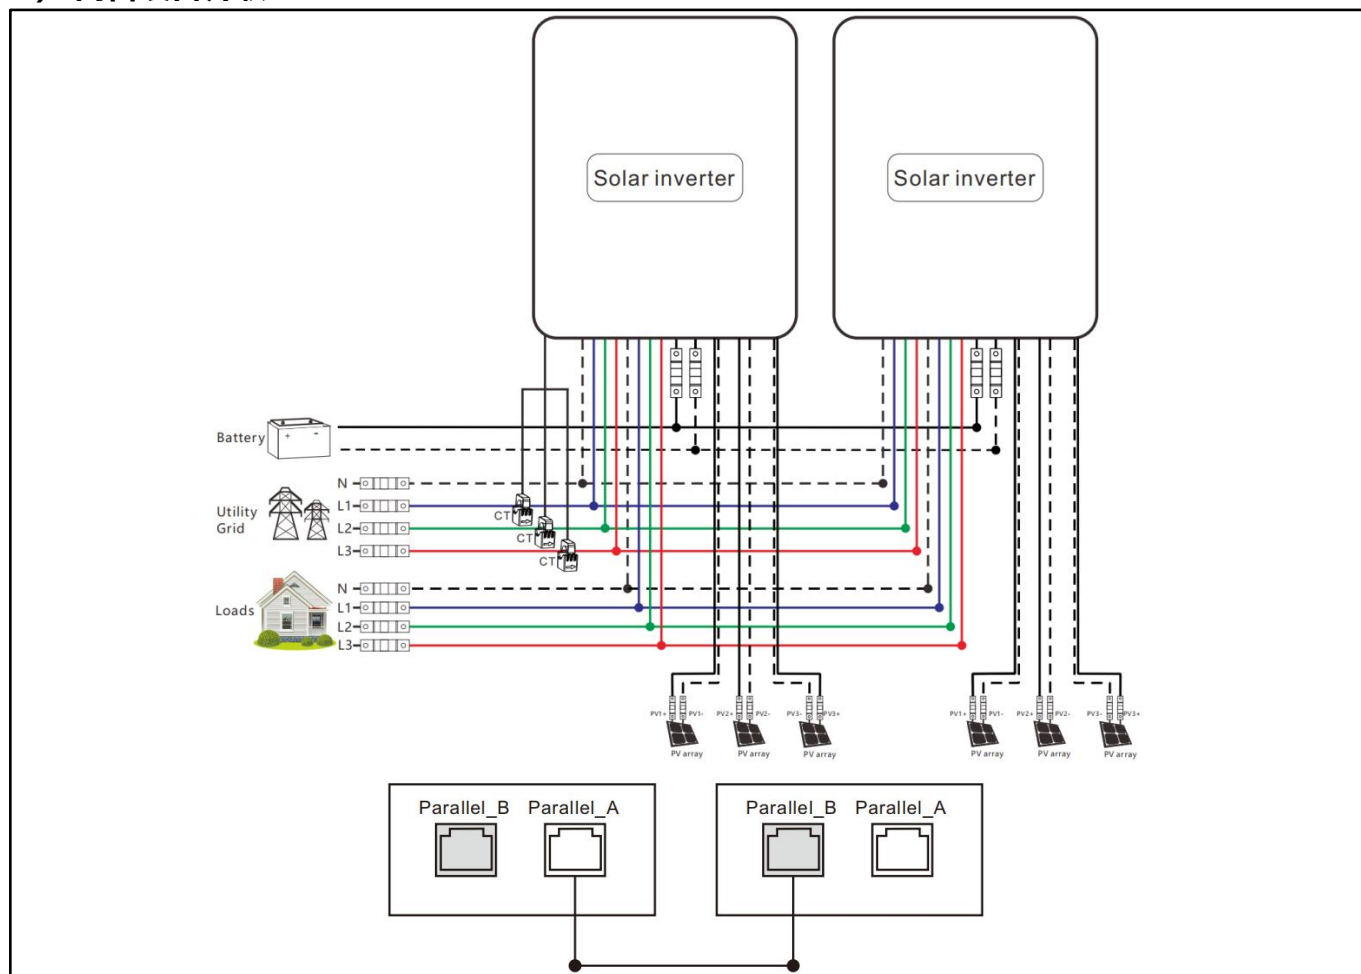 Solar inverter
Solar inverter
Battery
+ -
Utility
Grid
N
L1
L2
L3
CT
CT
CT
Loads
N
L1
L2
L3
PV1+ PV1- PV2+ PV2- PV3- PV3+
PV array PV array PV array
PV1+ PV1- PV2+ PV2- PV3- PV3+
PV array PV array PV array
Parallel_B Parallel_A
Parallel_B Parallel_A